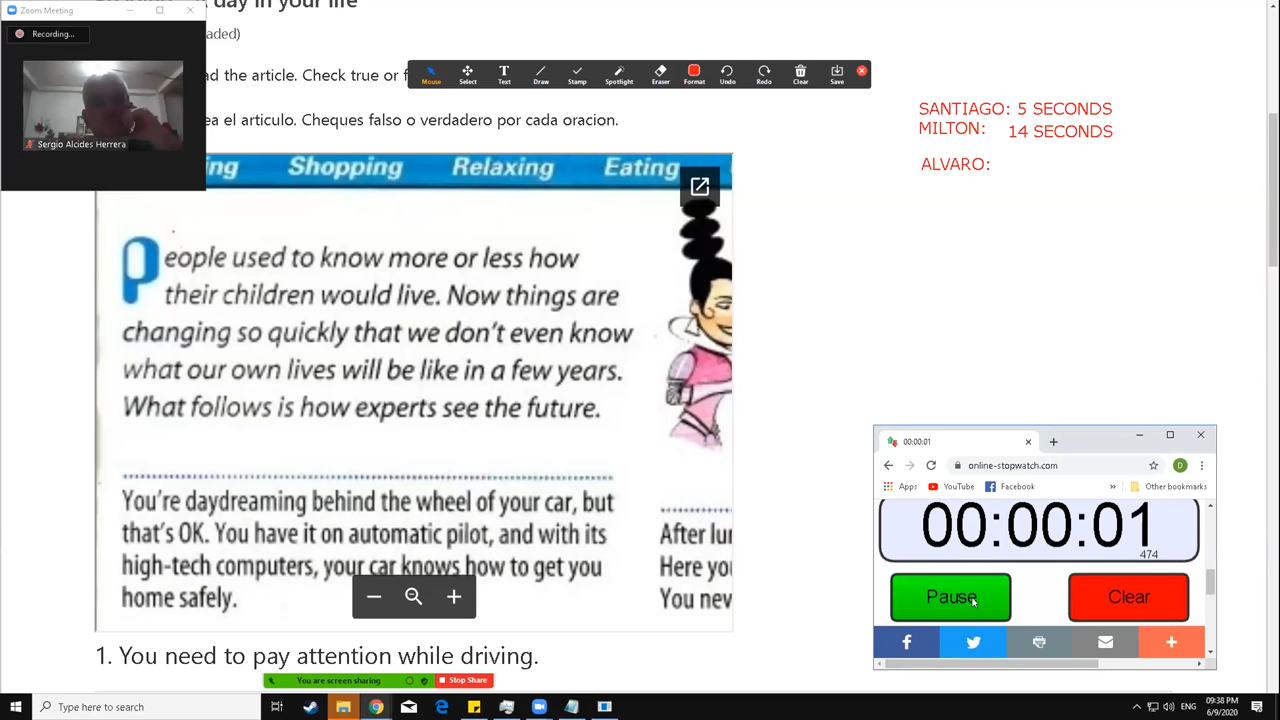 Zoom Meeting
day in your life
Recording...
aded)
Sergio Alcides Herrera
ad the article. Check true or f
Mouse Select Text Draw Stamp Spotlight Eraser Format Undo Redo Clear Save
ea el articulo. Cheques falso o verdadero por cada oracion.
SANTIAGO: 5 SECONDS
MILTON: 14 SECONDS
ALVARO:
ing Shopping Relaxing Eating
People used to know more or less how
their children would live. Now things are
changing so quickly that we don't even know
what our own lives will be like in a few years.
What follows is how experts see the future.
You're daydreaming behind the wheel of your car, but
that's OK. You have it on automatic pilot, and with its
high-tech computers, your car knows how to get you
home safely.
After lun
Here you
You nev
1. You need to pay attention while driving.
00:00:01
online-stopwatch.com
D
Apps YouTube Facebook » Other bookmarks
00:00:01
474
Pause Clear
You are screen sharing Stop Share
Type here to search
ENG
09:38 PM
6/9/2020